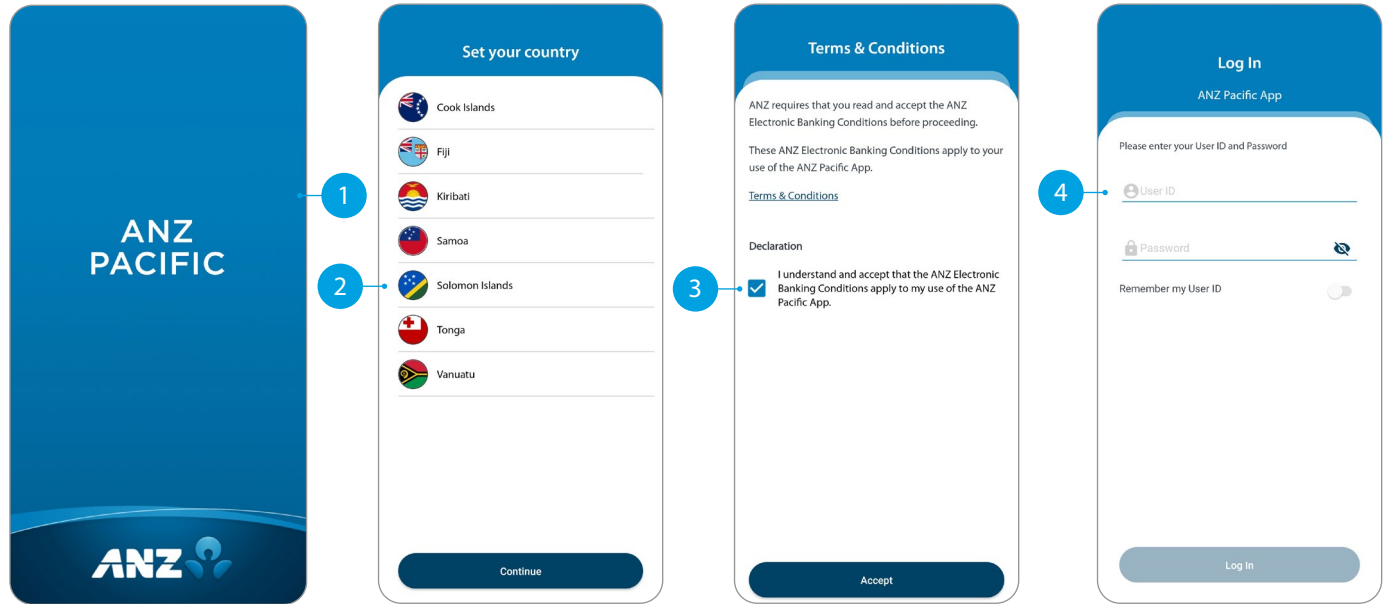 ANZ
PACIFIC
ANZ
1
Set your country
Cook Islands
Fiji
Kiribati
Samoa
2
Solomon Islands
Tonga
Vanuatu
Continue
Terms & Conditions
ANZ requires that you read and accept the ANZ
Electronic Banking Conditions before proceeding.
These ANZ Electronic Banking Conditions apply to your
use of the ANZ Pacific App.
Terms & Conditions
Declaration
3
I understand and accept that the ANZ Electronic
Banking Conditions apply to my use of the ANZ
Pacific App.
Accept
Log In
ANZ Pacific App
Please enter your User ID and Password
4
User ID
Password
Remember my User ID
Log In